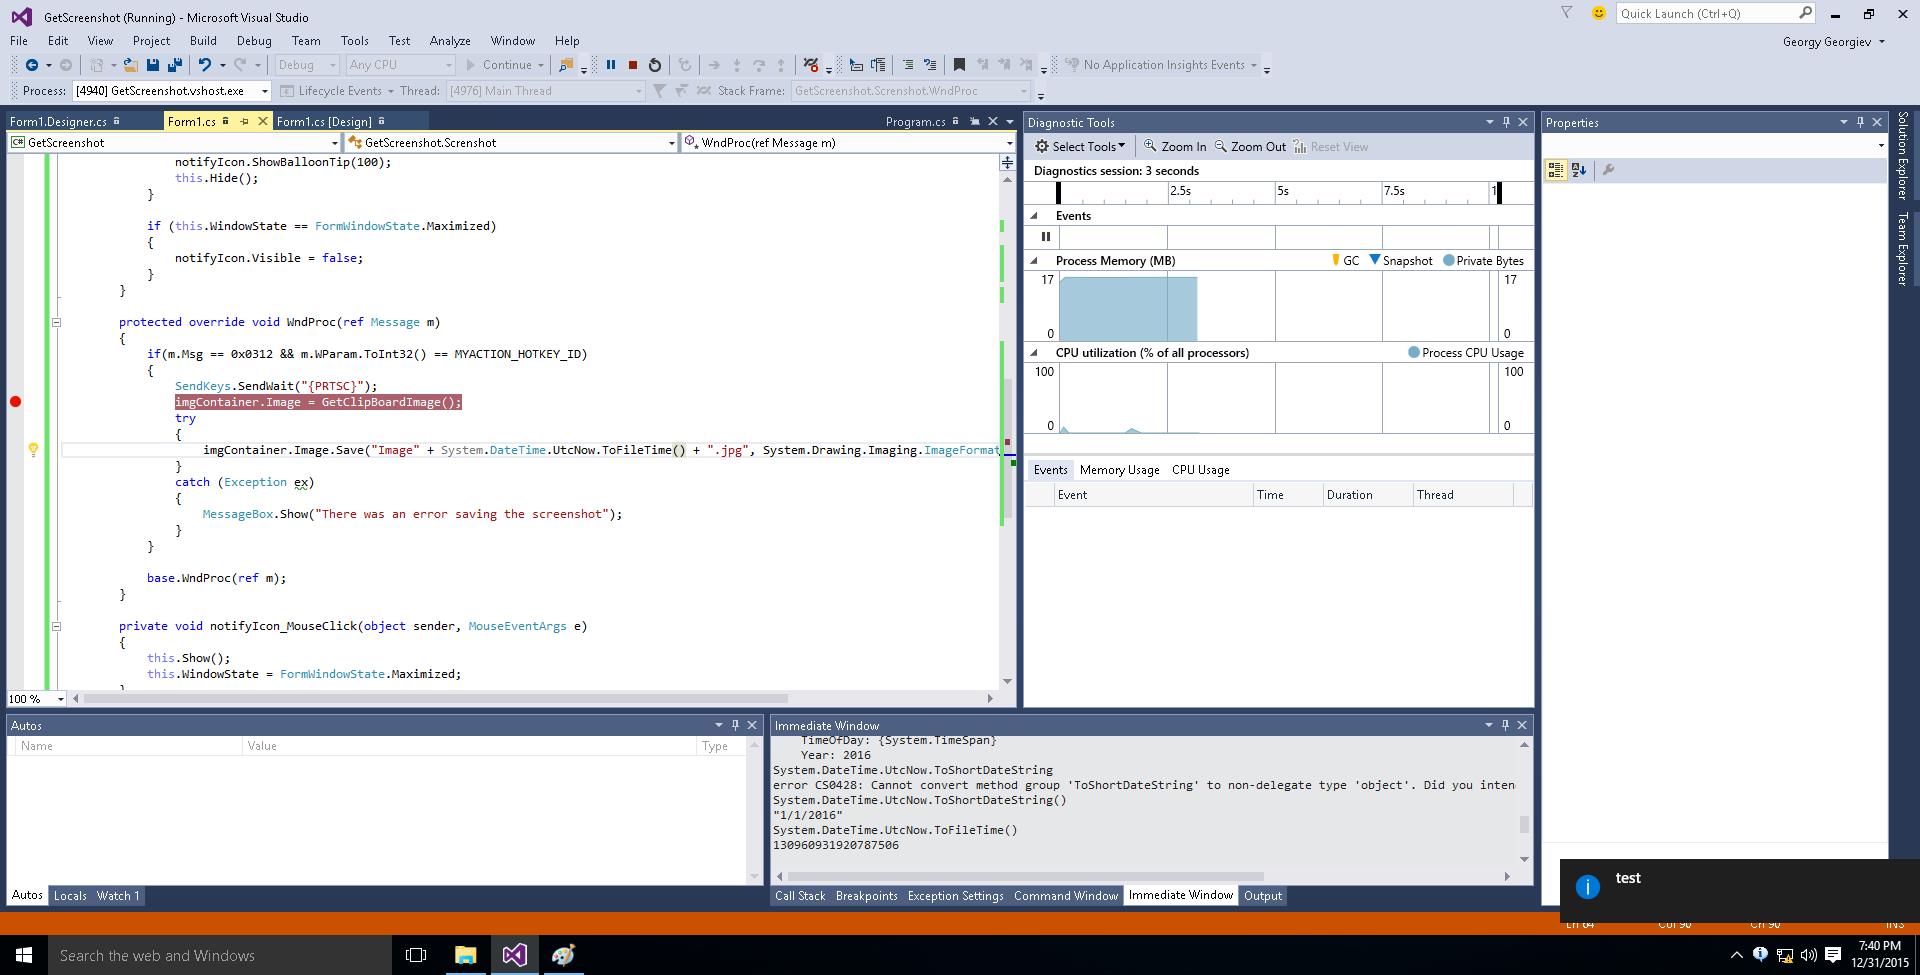 GetScreenshot (Running) - Microsoft Visual Studio
Quick Launch (Ctrl+Q)
File Edit View Project Build Debug Team Tools Test Analyze Window Help
Georgy Georgiev
Debug Any CPU Continue No Application Insights Events
Process: [4940] GetScreenshot.vshost.exe Lifecycle Events Thread: [4976] Main Thread Stack Frame: GetScreenshot.Screnshot.WndProc
Form1.Designer.cs Form1.cs Form1.cs [Design] Program.cs
GetScreenshot GetScreenshot.Screnshot WndProc(ref Message m)
notifyIcon.ShowBalloonTip(100);
this.Hide();
}
if (this.WindowState == FormWindowState.Maximized)
{
notifyIcon.Visible = false;
}
}
protected override void WndProc(ref Message m)
{
if(m.Msg == 0x0312 && m.WParam.ToInt32() == MYACTION_HOTKEY_ID)
{
SendKeys.SendWait("{PRTSC}");
imgContainer.Image = GetClipBoardImage();
try
{
imgContainer.Image.Save("Image" + System.DateTime.UtcNow.ToFileTime() + ".jpg", System.Drawing.Imaging.ImageFormat
}
catch (Exception ex)
{
MessageBox.Show("There was an error saving the screenshot");
}
}
base.WndProc(ref m);
}
private void notifyIcon_MouseClick(object sender, MouseEventArgs e)
{
this.Show();
this.WindowState = FormWindowState.Maximized;
}
100 %
Diagnostic Tools
Select Tools Zoom In Zoom Out Reset View
Diagnostics session: 3 seconds
2.5s 5s 7.5s 1
Events
Process Memory (MB) GC Snapshot Private Bytes
17 17
0 0
CPU utilization (% of all processors) Process CPU Usage
100 100
0 0
Events Memory Usage CPU Usage
Event Time Duration Thread
Properties
Solution Explorer
Team Explorer
Autos
Name Value Type
Autos Locals Watch 1
Immediate Window
TimeOfDay: {System.TimeSpan}
Year: 2016
System.DateTime.UtcNow.ToShortDateString
error CS0428: Cannot convert method group 'ToShortDateString' to non-delegate type 'object'. Did you inten
System.DateTime.UtcNow.ToShortDateString()
"1/1/2016"
System.DateTime.UtcNow.ToFileTime()
130960931920787506
Call Stack Breakpoints Exception Settings Command Window Immediate Window Output
test
Ln 64 Col 90 Ch 90 INS
Search the web and Windows
7:40 PM
12/31/2015